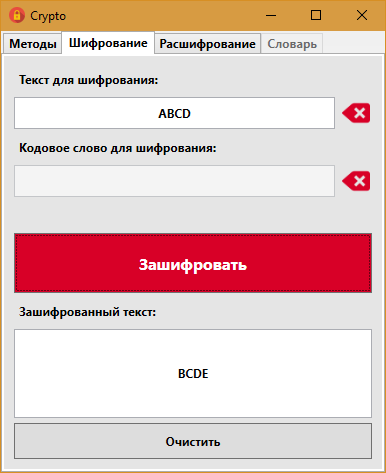 Crypto
Методы Шифрование Расшифрование Словарь
Текст для шифрования:
ABCD
Кодовое слово для шифрования:
Зашифровать
Зашифрованный текст:
BCDE
Очистить